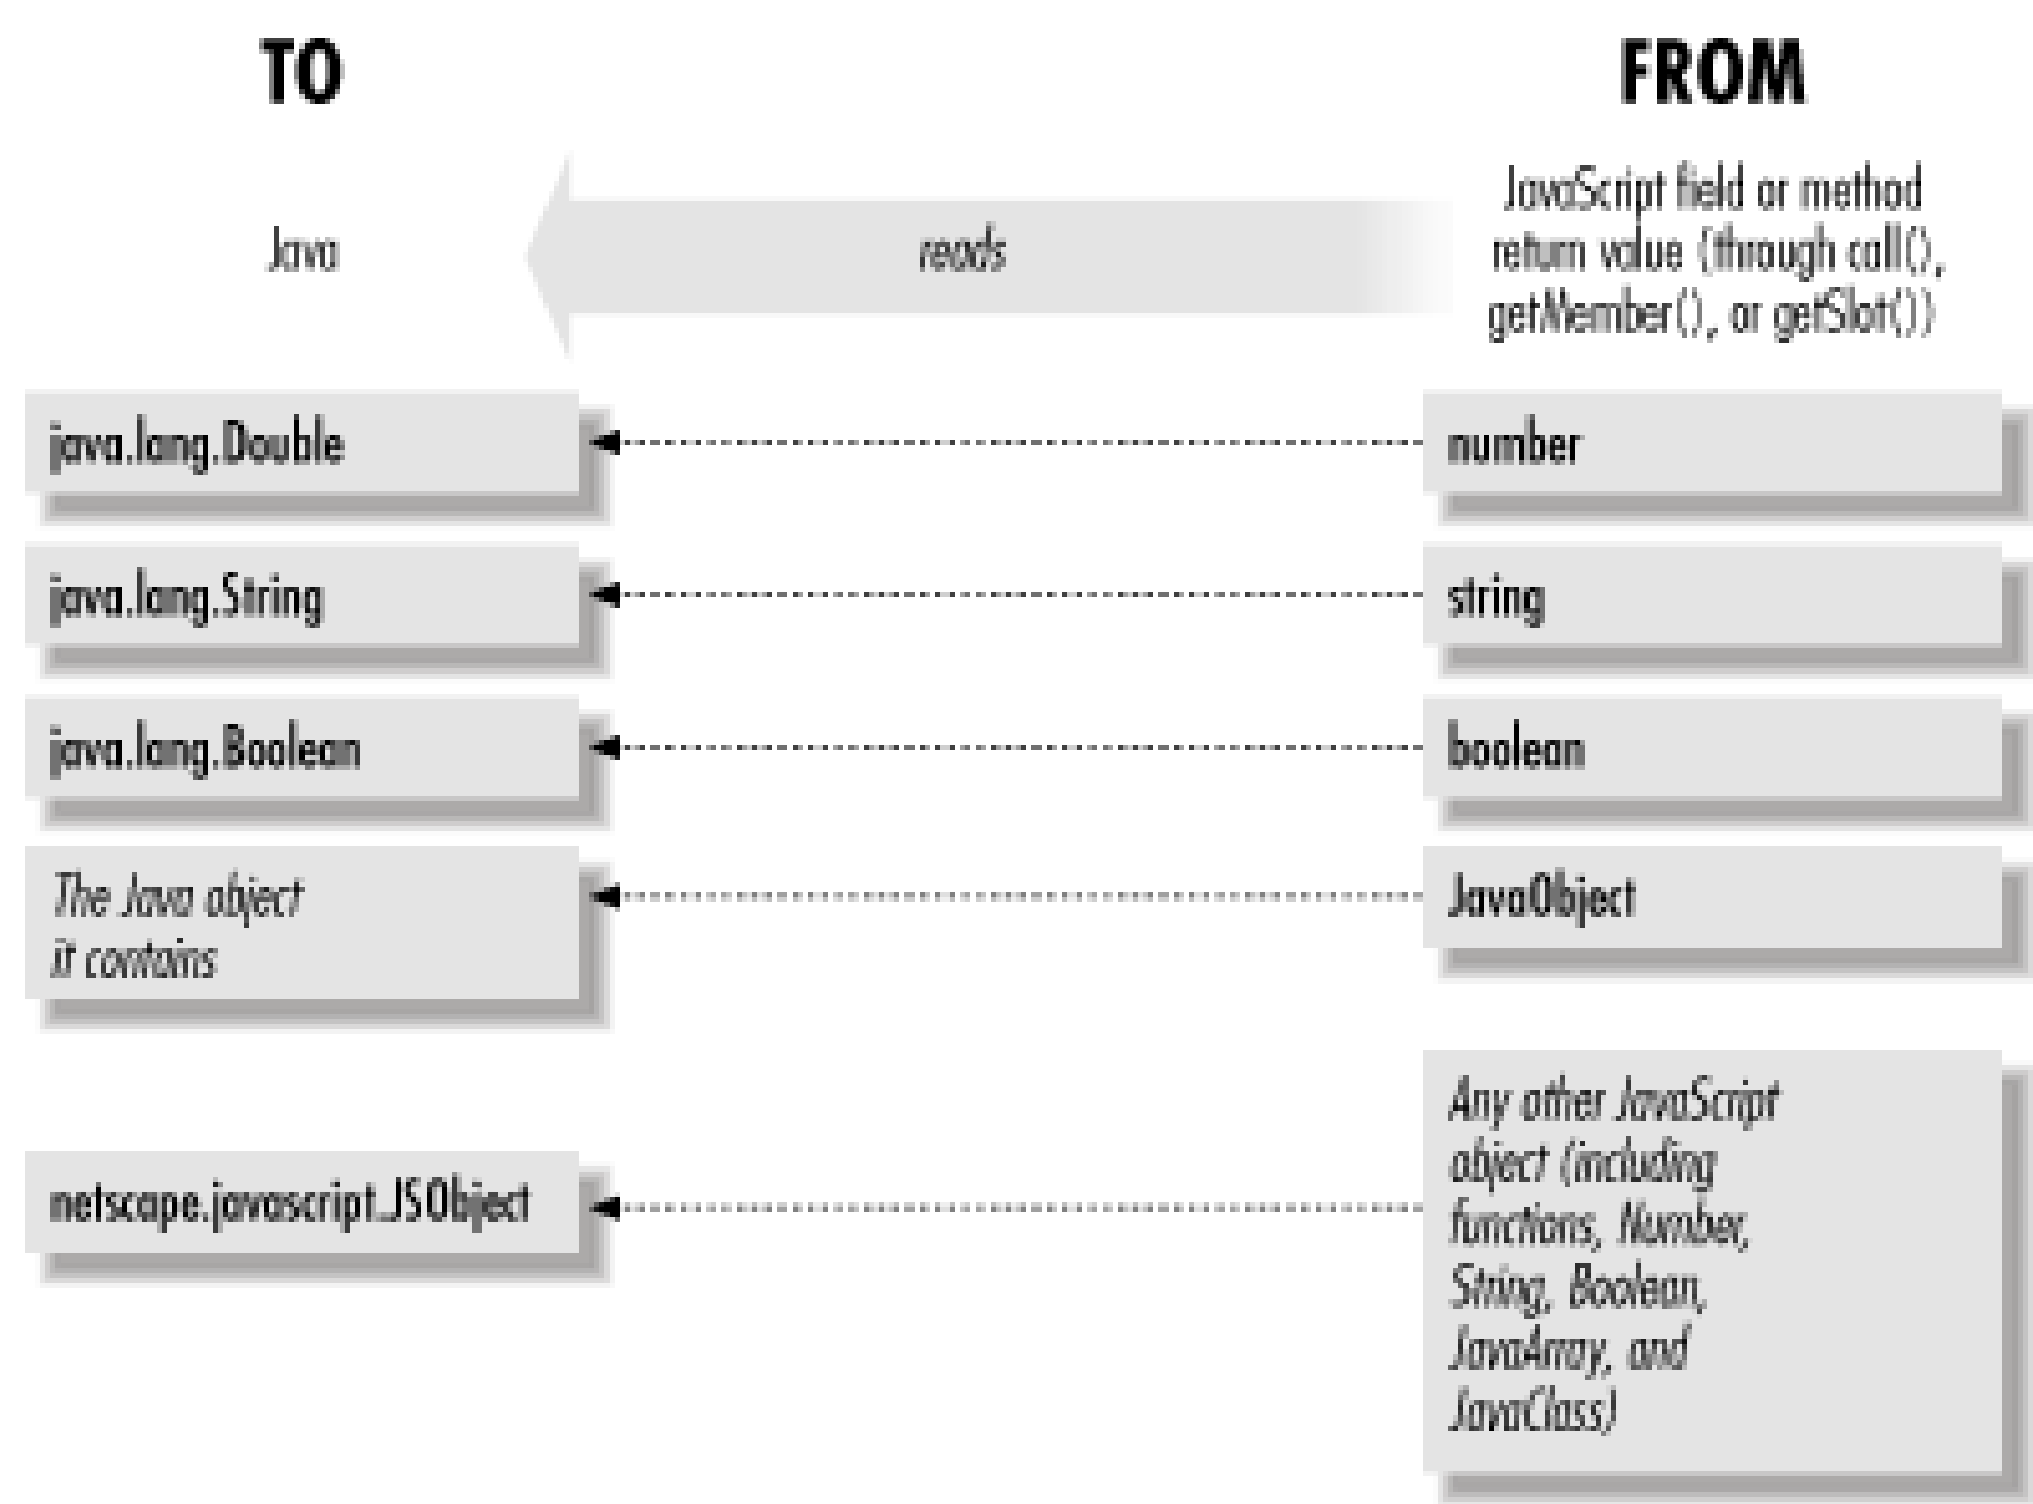 TO
FROM
Java
reads
JavaScript field or method
return value (through call(),
getMember(), or getSlot())
java.lang.Double
number
java.lang.String
string
java.lang.Boolean
boolean
The Java object
it contains
JavaObject
netscape.javascript.JSObject
Any other JavaScript
object (including
functions, Number,
String, Boolean,
JavaArray, and
JavaClass)